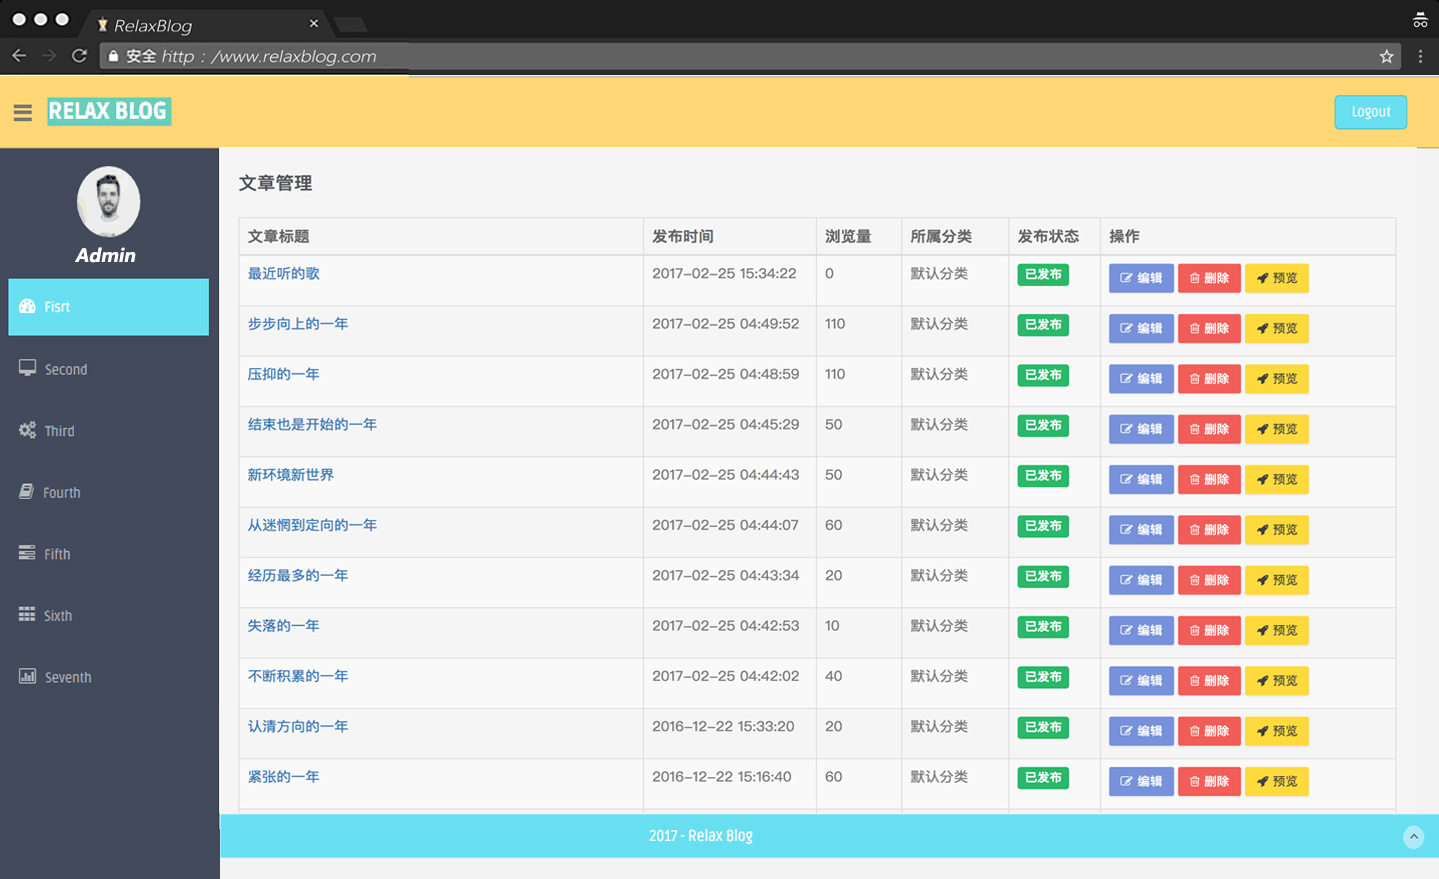 RelaxBlog
安全 http : /www.relaxblog.com
RELAX BLOG
Logout
Admin
Fisrt
Second
Third
Fourth
Fifth
Sixth
Seventh
文章管理
文章标题 发布时间 浏览量 所属分类 发布状态 操作
最近听的歌 2017-02-25 15:34:22 0 默认分类 已发布 编辑 删除 预览
步步向上的一年 2017-02-25 04:49:52 110 默认分类 已发布 编辑 删除 预览
压抑的一年 2017-02-25 04:48:59 110 默认分类 已发布 编辑 删除 预览
结束也是开始的一年 2017-02-25 04:45:29 50 默认分类 已发布 编辑 删除 预览
新环境新世界 2017-02-25 04:44:43 50 默认分类 已发布 编辑 删除 预览
从迷惘到定向的一年 2017-02-25 04:44:07 60 默认分类 已发布 编辑 删除 预览
经历最多的一年 2017-02-25 04:43:34 20 默认分类 已发布 编辑 删除 预览
失落的一年 2017-02-25 04:42:53 10 默认分类 已发布 编辑 删除 预览
不断积累的一年 2017-02-25 04:42:02 40 默认分类 已发布 编辑 删除 预览
认清方向的一年 2016-12-22 15:33:20 20 默认分类 已发布 编辑 删除 预览
紧张的一年 2016-12-22 15:16:40 60 默认分类 已发布 编辑 删除 预览
2017 - Relax Blog